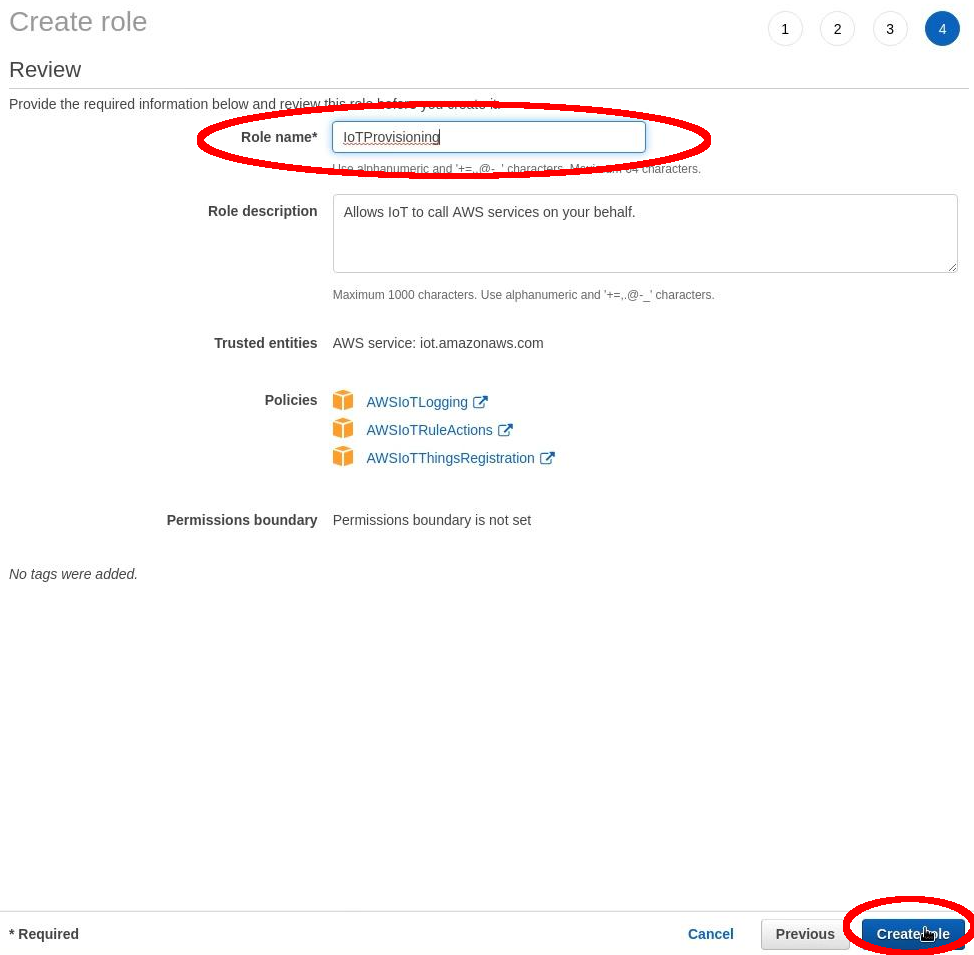 Create role
1 2 3 4
Review
Provide the required information below and review this role before you create it.
Role name* IoTProvisioning
Use alphanumeric and '+=,.@-_' characters. Maximum 64 characters.
Role description Allows IoT to call AWS services on your behalf.
Maximum 1000 characters. Use alphanumeric and '+=,.@-_' characters.
Trusted entities AWS service: iot.amazonaws.com
Policies AWSIoTLogging
AWSIoTRuleActions
AWSIoTThingsRegistration
Permissions boundary Permissions boundary is not set
No tags were added.
* Required Cancel Previous Create role